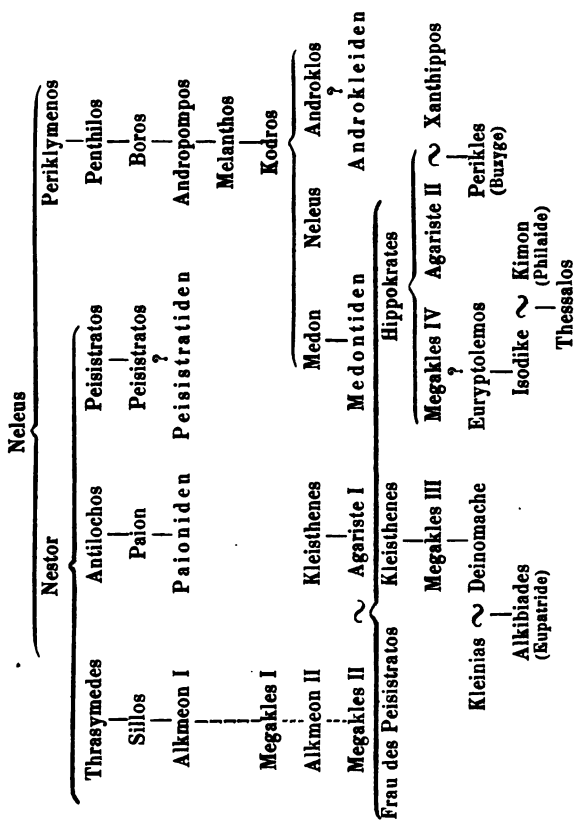 Neleus
Nestor Periklymenos
Thrasymedes Antilochos Peisistratos Penthilos
Sillos Paion Peisistratos Boros
Alkmeon I Paioniden ? Peisistratiden Andropompos
Melanthos
Megakles I Kodros
Alkmeon II Kleisthenes Medon Neleus Androklos
?
Megakles II ~ Agariste I Medontiden Androkleiden
Frau des Peisistratos Kleisthenes Hippokrates
Megakles III Megakles IV Agariste II ~ Xanthippos
?
Kleinias ~ Deinomache Euryptolemos Perikles
(Buzyge)
Alkibiades Isodike ~ Kimon
(Eupatride) (Philaide)
Thessalos